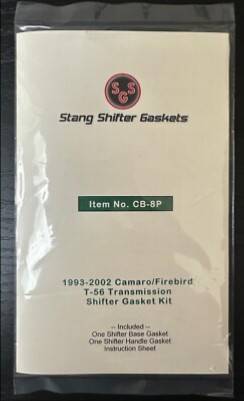 SGS
Stang Shifter Gaskets
Item No. CB-8P
1993-2002 Camaro/Firebird
T-56 Transmission
Shifter Gasket Kit
-- Included --
One Shifter Base Gasket
One Shifter Handle Gasket
Instruction Sheet